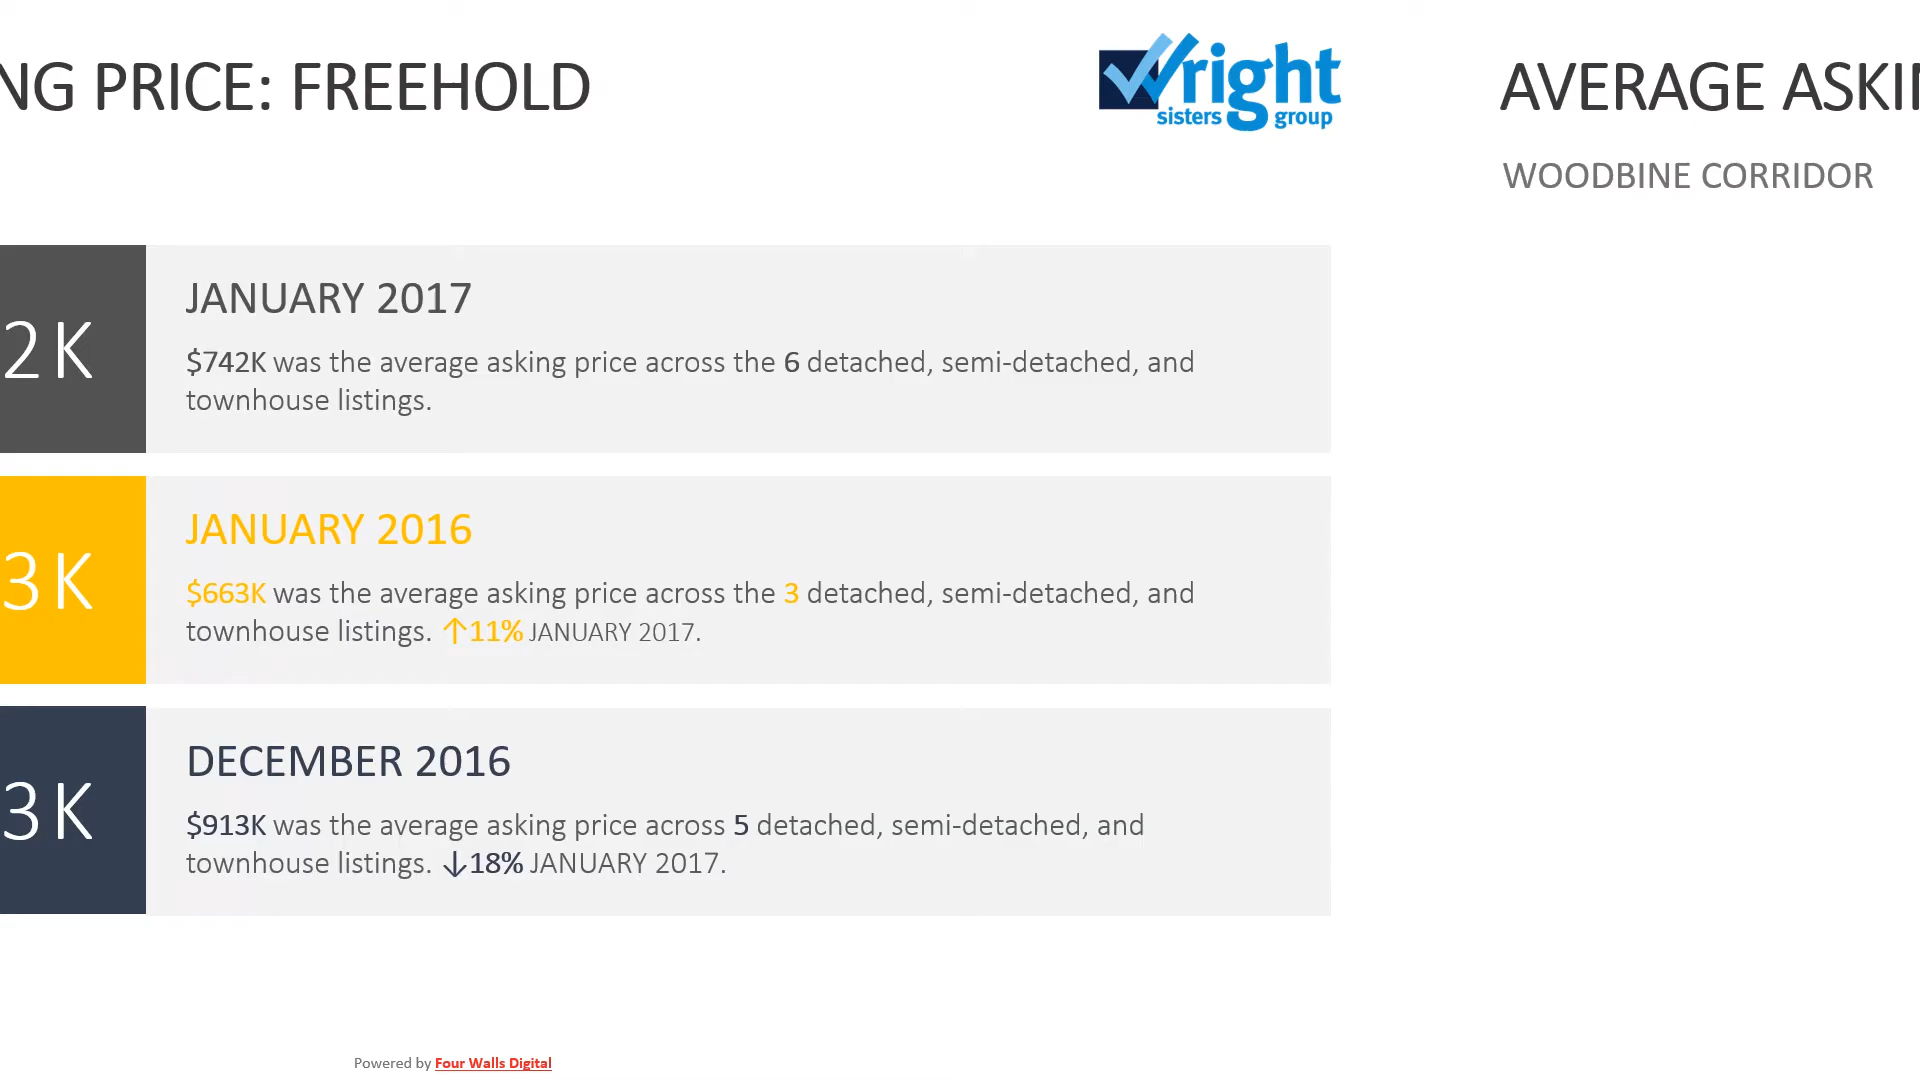 NG PRICE: FREEHOLD
Wright
sisters group
AVERAGE ASKIN
WOODBINE CORRIDOR
2K
JANUARY 2017
$742K was the average asking price across the 6 detached, semi-detached, and
townhouse listings.
3K
JANUARY 2016
$663K was the average asking price across the 3 detached, semi-detached, and
townhouse listings. ↑11% JANUARY 2017.
3K
DECEMBER 2016
$913K was the average asking price across 5 detached, semi-detached, and
townhouse listings. ↓18% JANUARY 2017.
Powered by Four Walls Digital